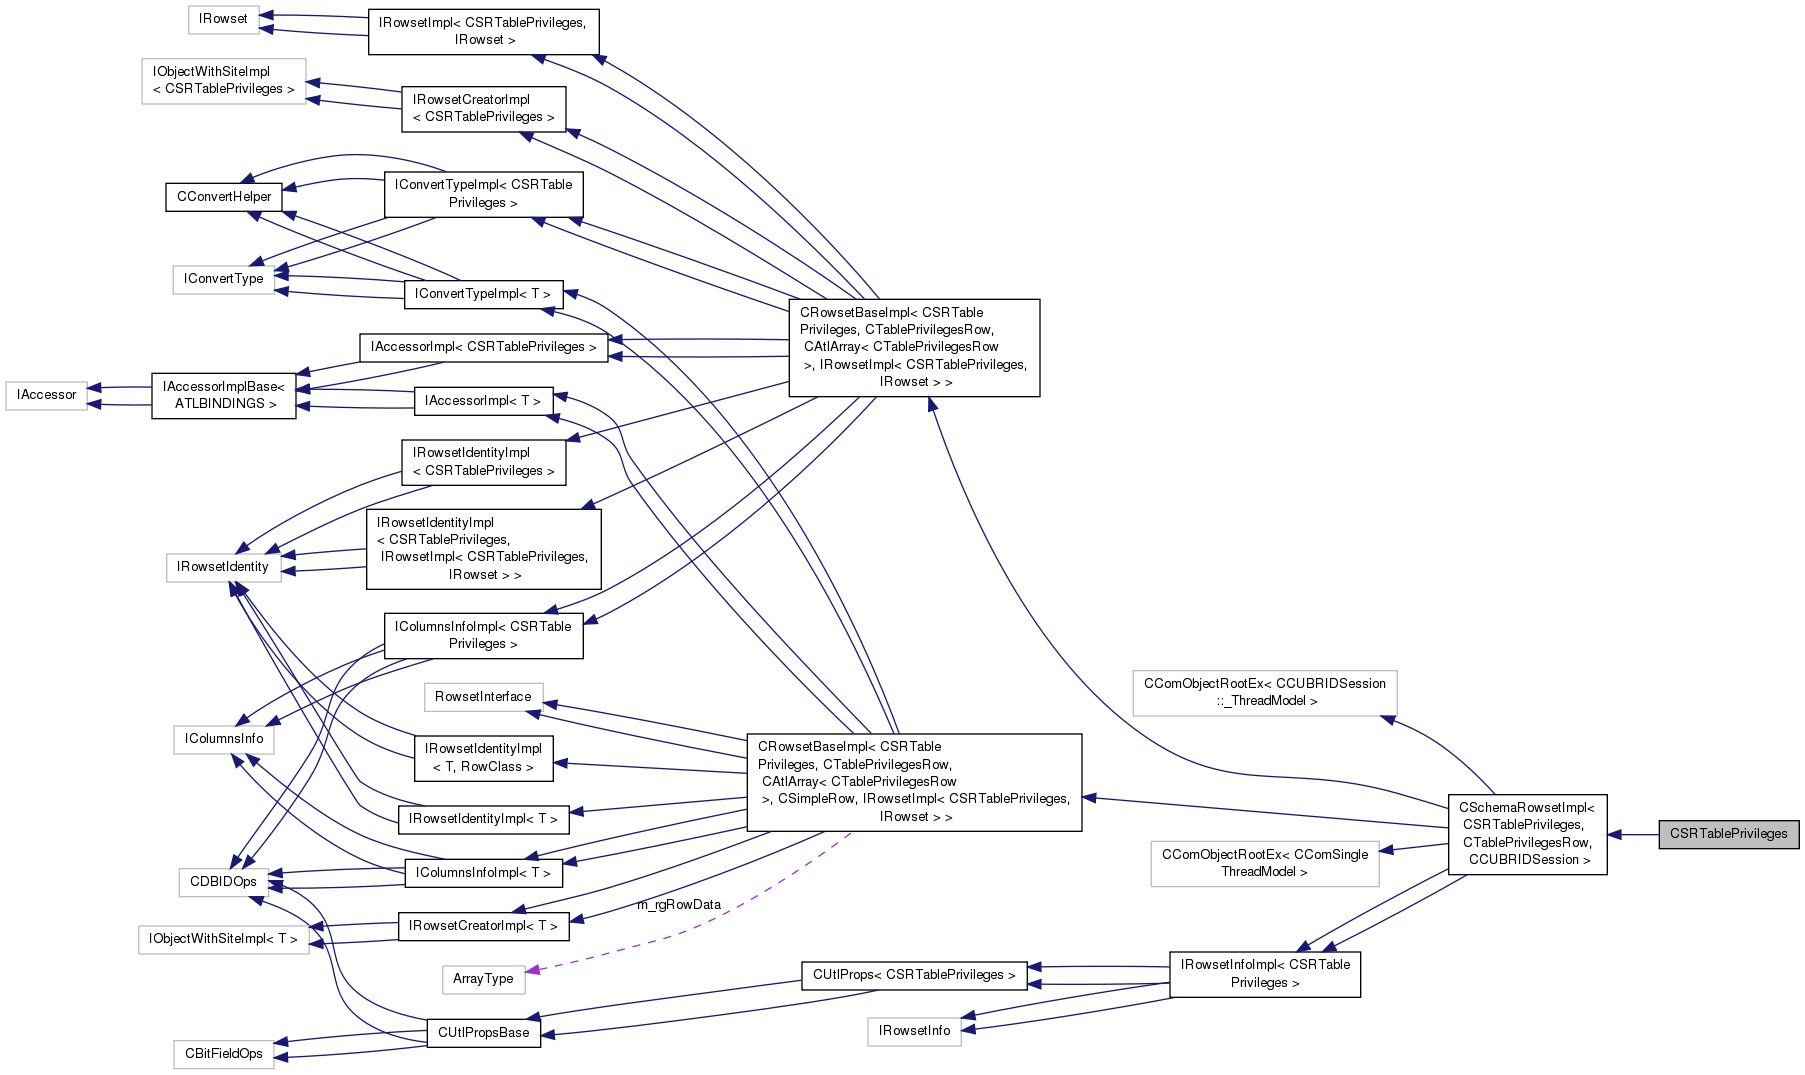 IRowset
IRowsetImpl< CSRTablePrivileges,
IRowset >
IObjectWithSiteImpl
< CSRTablePrivileges >
IRowsetCreatorImpl
< CSRTablePrivileges >
CConvertHelper
IConvertTypeImpl< CSRTable
Privileges >
IConvertType
IConvertTypeImpl< T >
CRowsetBaseImpl< CSRTable
Privileges, CTablePrivilegesRow,
CAtlArray< CTablePrivilegesRow
>, IRowsetImpl< CSRTablePrivileges,
IRowset > >
IAccessorImpl< CSRTablePrivileges >
IAccessor
IAccessorImplBase<
ATLBINDINGS >
IAccessorImpl< T >
IRowsetIdentityImpl
< CSRTablePrivileges >
IRowsetIdentityImpl
< CSRTablePrivileges,
IRowsetImpl< CSRTablePrivileges,
IRowset > >
IRowsetIdentity
IColumnsInfoImpl< CSRTable
Privileges >
RowsetInterface
CComObjectRootEx< CCUBRIDSession
::_ThreadModel >
IColumnsInfo
IRowsetIdentityImpl
< T, RowClass >
CRowsetBaseImpl< CSRTable
Privileges, CTablePrivilegesRow,
CAtlArray< CTablePrivilegesRow
>, CSimpleRow, IRowsetImpl< CSRTablePrivileges,
IRowset > >
IRowsetIdentityImpl< T >
CSchemaRowsetImpl<
CSRTablePrivileges,
CTablePrivilegesRow,
CCUBRIDSession >
CSRTablePrivileges
CComObjectRootEx< CComSingle
ThreadModel >
CDBIDOps
IColumnsInfoImpl< T >
m_rgRowData
IObjectWithSiteImpl< T >
IRowsetCreatorImpl< T >
ArrayType
CUtlProps< CSRTablePrivileges >
IRowsetInfoImpl< CSRTable
Privileges >
IRowsetInfo
CUtlPropsBase
CBitFieldOps